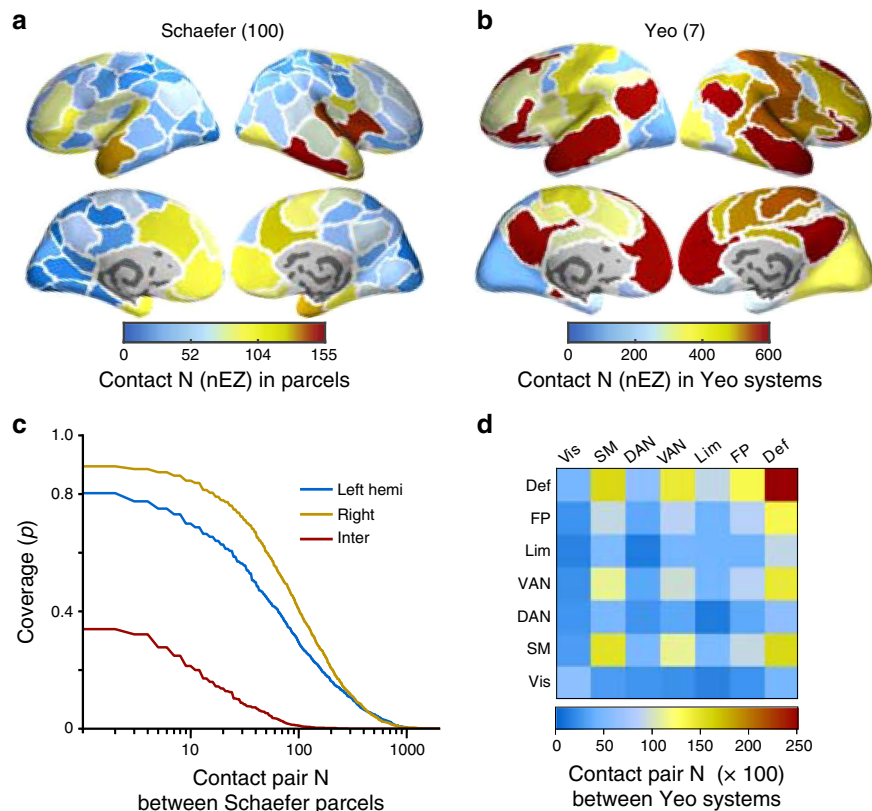 a
Schaefer (100)
b
Yeo (7)
0 52 104 155
Contact N (nEZ) in parcels
0 200 400 600
Contact N (nEZ) in Yeo systems
c
1.0
0.8
0.4
0
Coverage (p)
Left hemi
Right
Inter
10 100 1000
Contact pair N
between Schaefer parcels
d
Vis SM DAN VAN Lim FP Def
Def
FP
Lim
VAN
DAN
SM
Vis
0 50 100 150 200 250
Contact pair N (× 100)
between Yeo systems